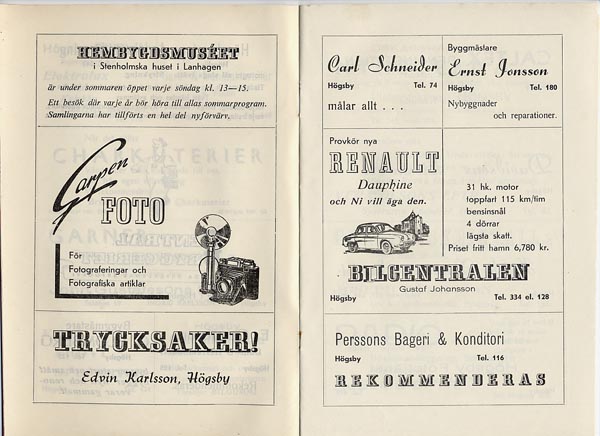 HEMBYGDSMUSÉET
i Stenholmska huset i Lanhagen
är under sommaren öppet varje söndag kl. 13—15.
Ett besök där varje år bör höra till allas sommarprogram.
Samlingarna har tillförts en hel del nyförvärv.
Garpen
FOTO
För
Fotograferingar och
Fotografiska artiklar
TRYCKSAKER!
Edvin Karlsson, Högsby
Carl Schneider
Högsby Tel. 74
målar allt . . .
Byggmästare
Ernst Jonsson
Högsby Tel. 180
Nybyggnader
och reparationer.
Provkör nya
RENAULT
Dauphine
och Ni vill äga den.
31 hk. motor
toppfart 115 km/tim
bensinsnål
4 dörrar
lägsta skatt.
Priset fritt hamn 6,780 kr.
BILCENTRALEN
Gustaf Johansson
Högsby Tel. 334 el. 128
Perssons Bageri & Konditori
Högsby Tel. 116
REKOMMENDERAS